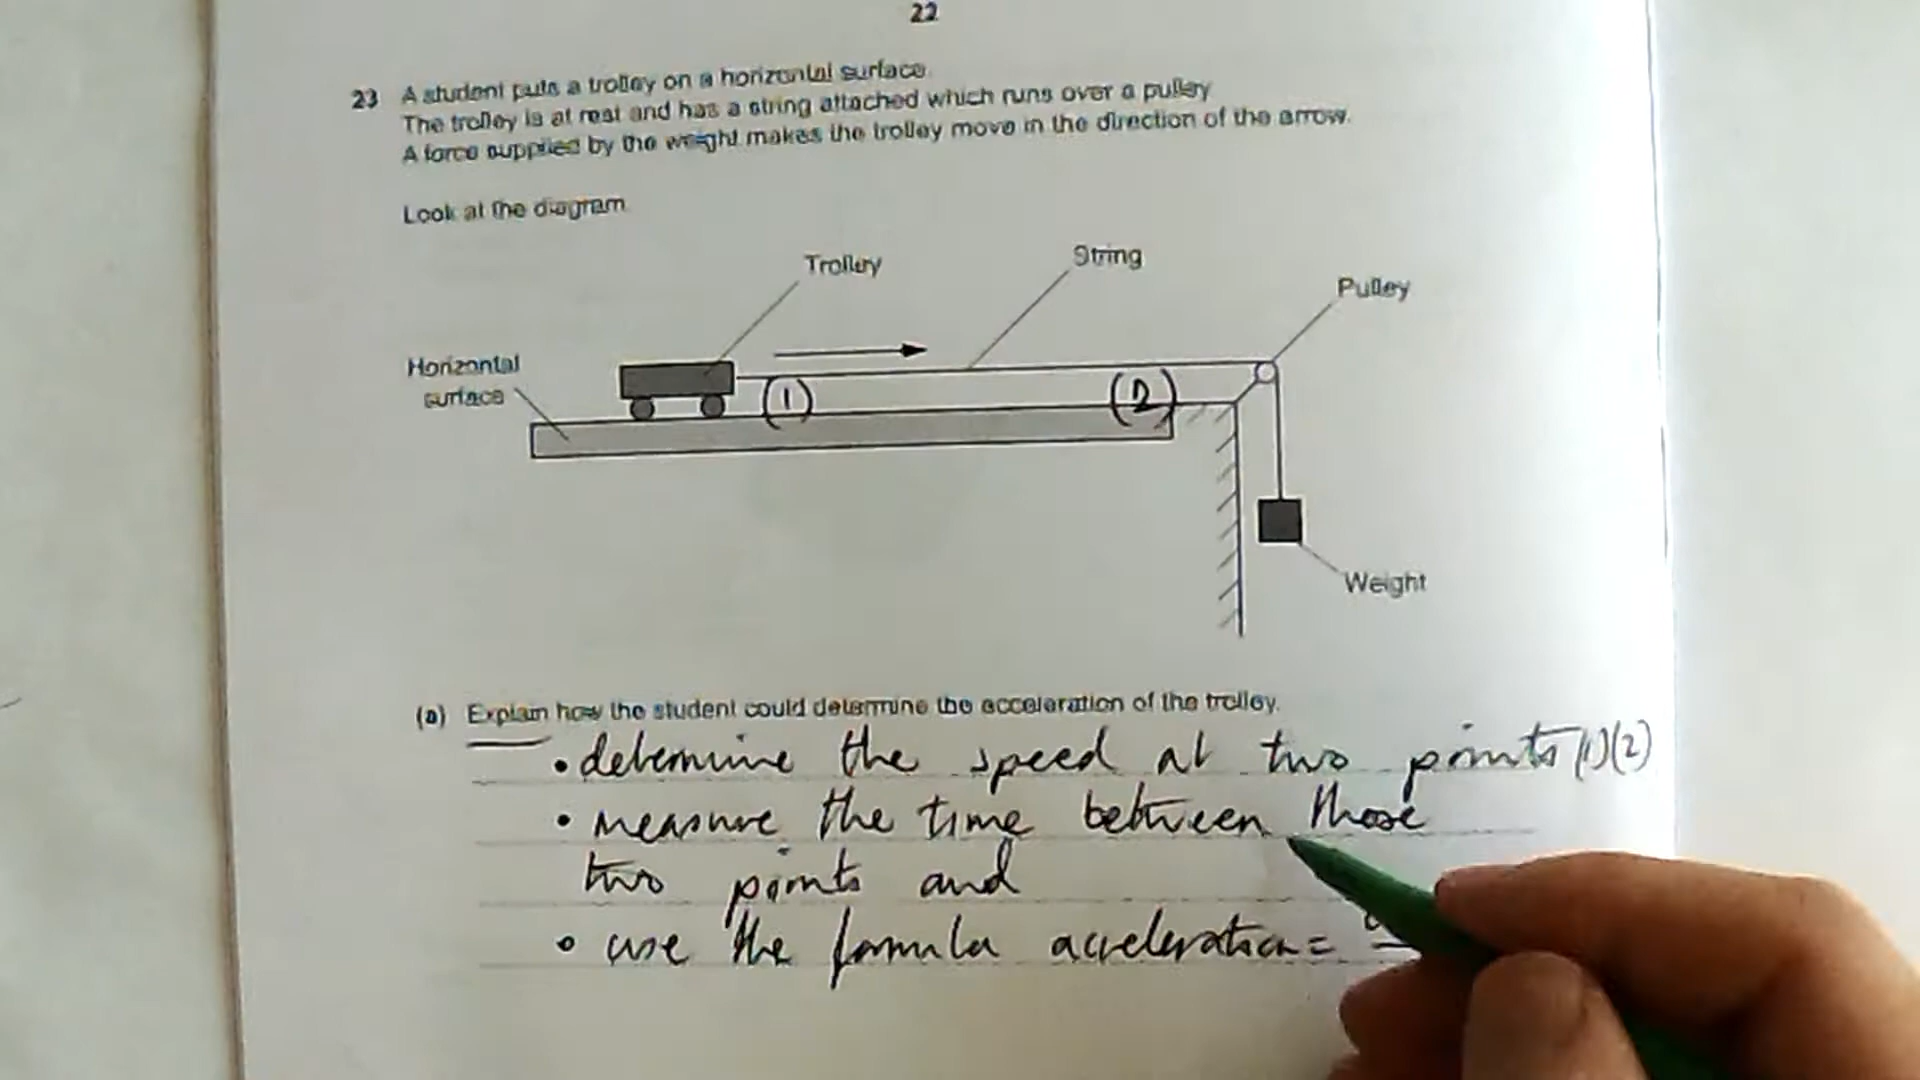 22
23 A student puts a trolley on a horizontal surface.
The trolley is at rest and has a string attached which runs over a pulley
A force supplied by the weight makes the trolley move in the direction of the arrow.
Look at the diagram
Trolley
String
Pulley
Horizontal
surface
(1)
(2)
Weight
(a) Explain how the student could determine the acceleration of the trolley.
• determine the speed at two points (1)(2)
• measure the time between those
two points and
• use the formula acceleration =